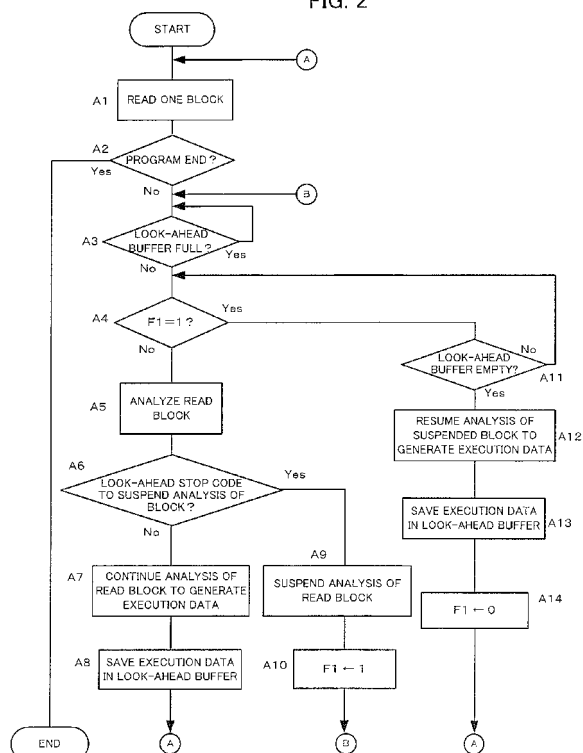 FIG. 2
START
A
A1
READ ONE BLOCK
A2
PROGRAM END ?
Yes
No
B
A3
LOOK-AHEAD
BUFFER FULL ?
Yes
No
A4
F1=1 ?
Yes
No
LOOK-AHEAD
BUFFER EMPTY?
No
A11
Yes
A5
ANALYZE READ
BLOCK
RESUME ANALYSIS OF
SUSPENDED BLOCK TO
GENERATE EXECUTION DATA
A12
A6
LOOK-AHEAD STOP CODE
TO SUSPEND ANALYSIS OF
BLOCK ?
Yes
No
SAVE EXECUTION DATA
IN LOOK-AHEAD BUFFER
A13
A7
CONTINUE ANALYSIS OF
READ BLOCK TO GENERATE
EXECUTION DATA
A9
SUSPEND ANALYSIS OF
READ BLOCK
F1 ← 0
A14
A8
SAVE EXECUTION DATA
IN LOOK-AHEAD BUFFER
A10
F1 ← 1
END
A
B
A